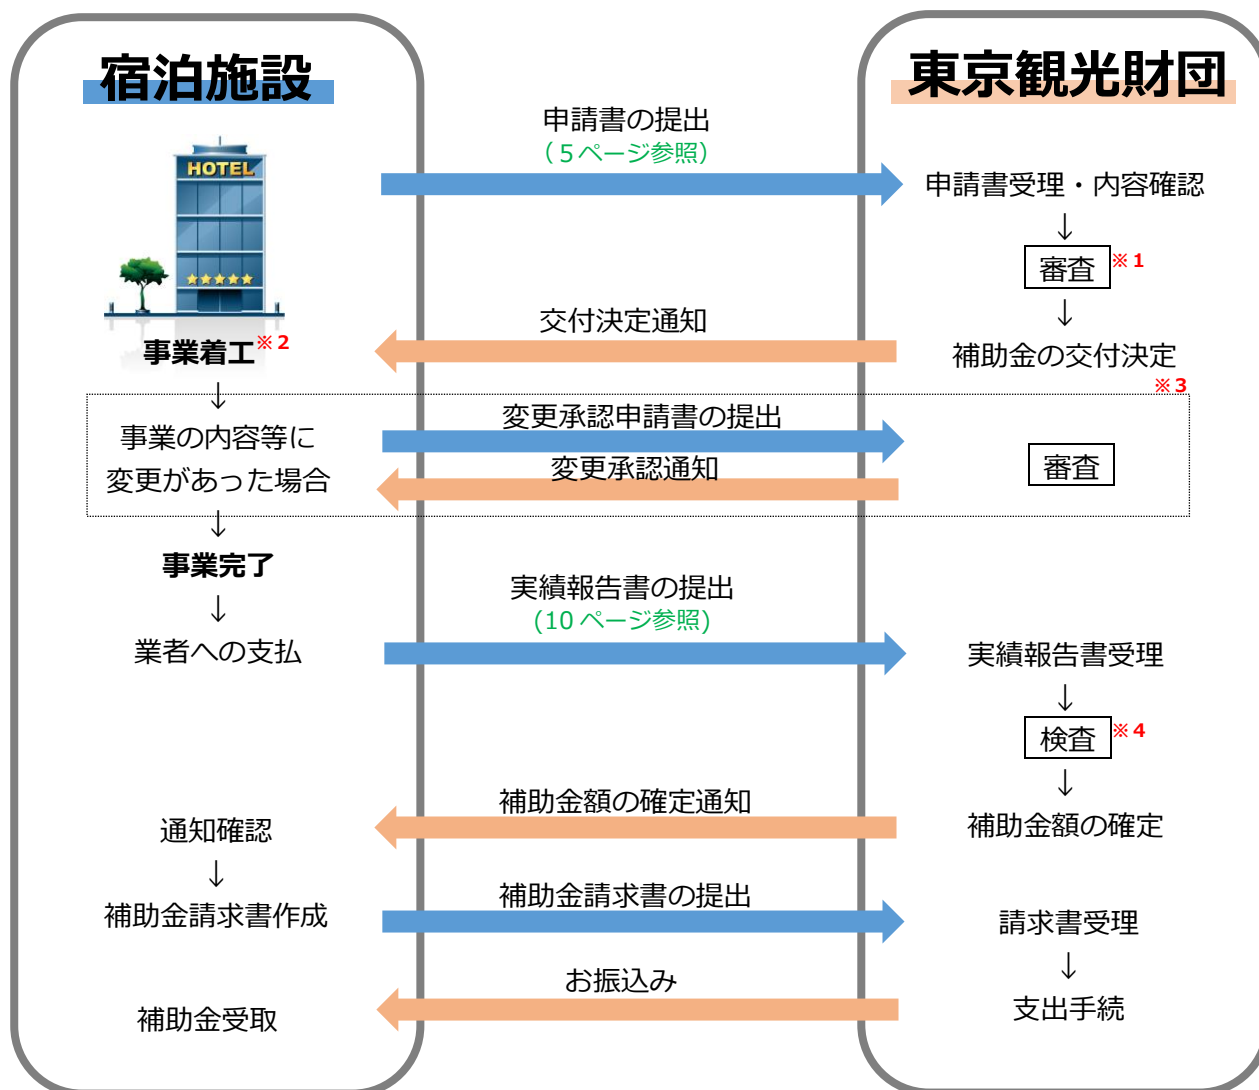 宿泊施設
東京観光財団
申請書の提出
（５ページ参照）
HOTEL
申請書受理・内容確認
↓
審査※１
↓
交付決定通知
事業着工※２
補助金の交付決定
※３
↓
変更承認申請書の提出
事業の内容等に
変更があった場合
変更承認通知
審査
↓
事業完了
↓
実績報告書の提出
(10 ページ参照)
業者への支払
実績報告書受理
↓
検査※４
↓
補助金額の確定通知
通知確認
補助金額の確定
↓
補助金請求書の提出
補助金請求書作成
請求書受理
↓
お振込み
補助金受取
支出手続